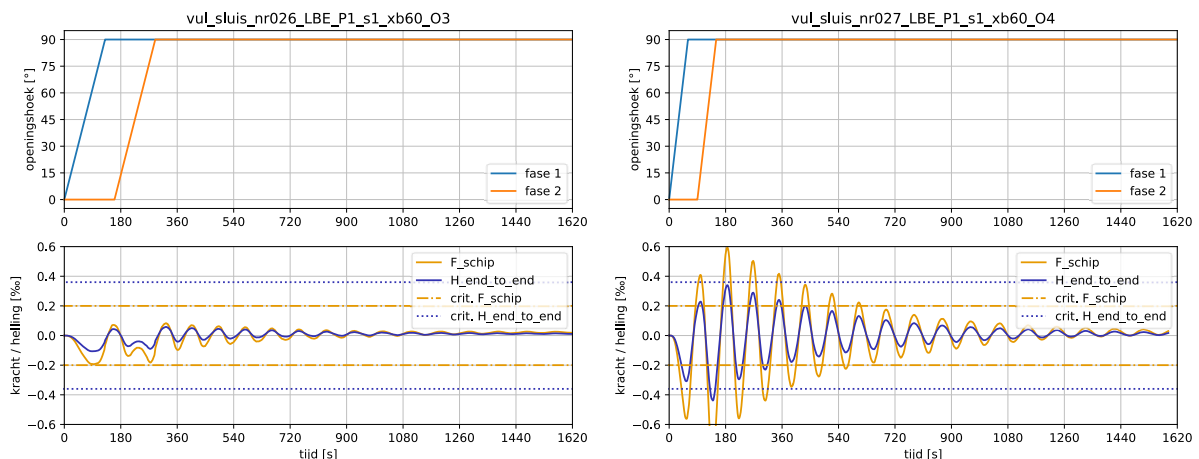 vul_sluis_nr026_LBE_P1_s1_xb60_O3
openingshoek [°]
90
75
60
45
30
15
0
fase 1
fase 2
0 180 360 540 720 900 1080 1260 1440 1620
kracht / helling [‰]
0.6
0.4
0.2
0.0
−0.2
−0.4
−0.6
F_schip
H_end_to_end
crit. F_schip
crit. H_end_to_end
0 180 360 540 720 900 1080 1260 1440 1620
tijd [s]
vul_sluis_nr027_LBE_P1_s1_xb60_O4
openingshoek [°]
90
75
60
45
30
15
0
fase 1
fase 2
0 180 360 540 720 900 1080 1260 1440 1620
kracht / helling [‰]
0.6
0.4
0.2
0.0
−0.2
−0.4
−0.6
F_schip
H_end_to_end
crit. F_schip
crit. H_end_to_end
0 180 360 540 720 900 1080 1260 1440 1620
tijd [s]